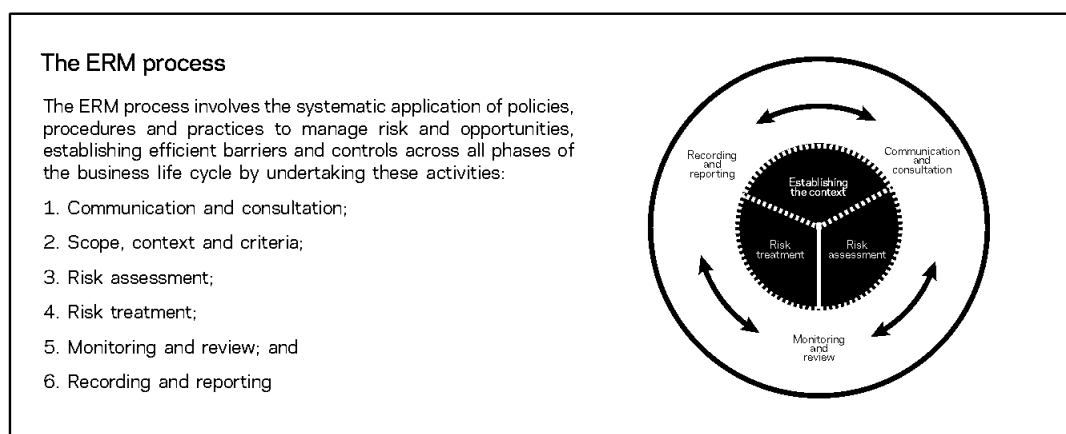 The ERM process
The ERM process involves the systematic application of policies,
procedures and practices to manage risk and opportunities,
establishing efficient barriers and controls across all phases of
the business life cycle by undertaking these activities:
1. Communication and consultation;
2. Scope, context and criteria;
3. Risk assessment;
4. Risk treatment;
5. Monitoring and review; and
6. Recording and reporting
Recording
and
reporting
Communication
and
consultation
Establishing
the context
Risk
treatment
Risk
assessment
Monitoring
and
review